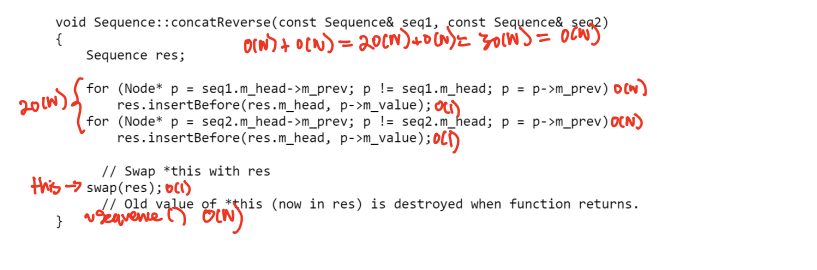 void Sequence::concatReverse(const Sequence& seq1, const Sequence& seq2)
{
O(N) + O(N) = 2O(N) + O(N) = 3O(N) = O(N)
Sequence res;
for (Node* p = seq1.m_head->m_prev; p != seq1.m_head; p = p->m_prev) O(N)
2O(N) {
res.insertBefore(res.m_head, p->m_value); O(1)
for (Node* p = seq2.m_head->m_prev; p != seq2.m_head; p = p->m_prev) O(N)
res.insertBefore(res.m_head, p->m_value); O(1)
// Swap *this with res
this → swap(res); O(1)
// Old value of *this (now in res) is destroyed when function returns.
} ~Sequence() O(N)